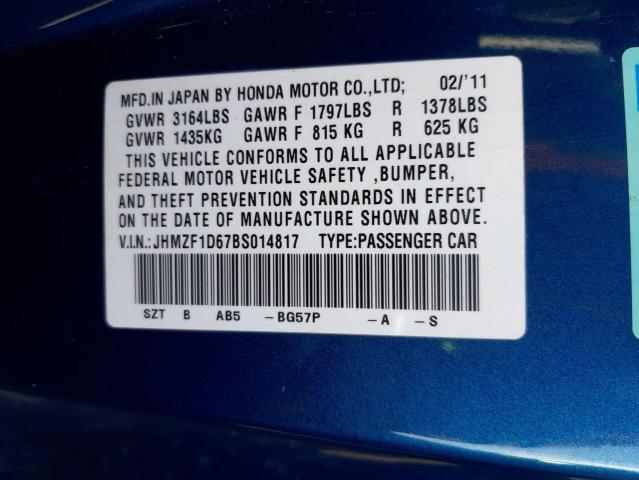 MFD.IN JAPAN BY HONDA MOTOR CO.,LTD; 02/'11
GVWR 3164LBS GAWR F 1797LBS R 1378LBS
GVWR 1435KG GAWR F 815 KG R 625 KG
THIS VEHICLE CONFORMS TO ALL APPLICABLE
FEDERAL MOTOR VEHICLE SAFETY ,BUMPER,
AND THEFT PREVENTION STANDARDS IN EFFECT
ON THE DATE OF MANUFACTURE SHOWN ABOVE.
V.I.N.:JHMZF1D67BS014817 TYPE:PASSENGER CAR
SZT B AB5 -BG57P -A -S